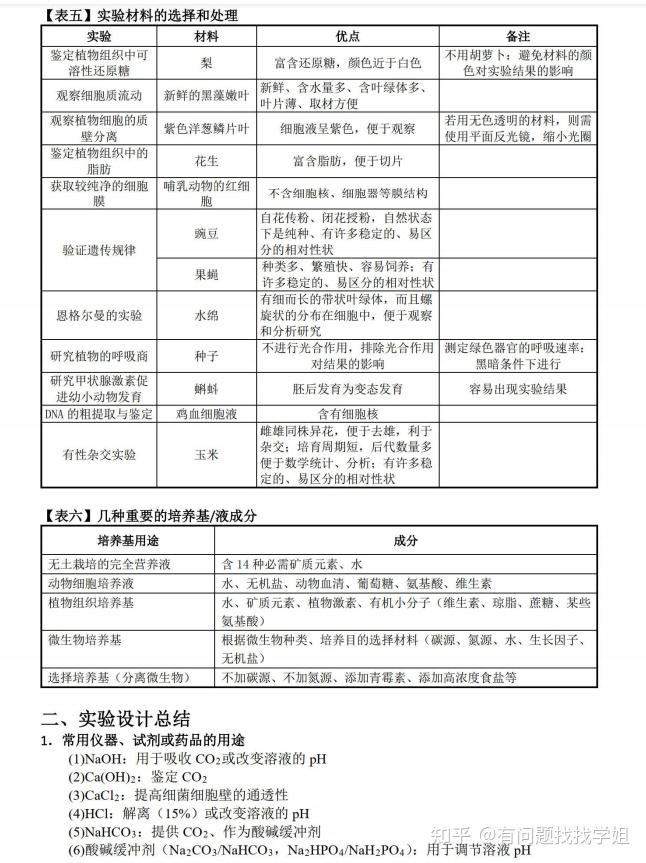 【表五】实验材料的选择和处理
实验 材料 优点 备注
鉴定植物组织中可溶性还原糖 梨 富含还原糖，颜色近于白色 不用胡萝卜：避免材料的颜色对实验结果的影响
观察细胞质流动 新鲜的黑藻嫩叶 新鲜、含水量多、含叶绿体多、叶片薄、取材方便
观察植物细胞的质壁分离 紫色洋葱鳞片叶 细胞液呈紫色，便于观察 若用无色透明的材料，则需使用平面反光镜，缩小光圈
鉴定植物组织中的脂肪 花生 富含脂肪，便于切片
获取较纯净的细胞膜 哺乳动物的红细胞 不含细胞核、细胞器等膜结构
验证遗传规律 豌豆 自花传粉、闭花授粉，自然状态下是纯种、有许多稳定的、易区分的相对性状
果蝇 种类多、繁殖快、容易饲养；有许多稳定的、易区分的相对性状
恩格尔曼的实验 水绵 有细而长的带状叶绿体，而且螺旋状的分布在细胞中，便于观察和分析研究
研究植物的呼吸商 种子 不进行光合作用，排除光合作用对结果的影响 测定绿色器官的呼吸速率：黑暗条件下进行
研究甲状腺激素促进幼小动物发育 蝌蚪 胚后发育为变态发育 容易出现实验结果
DNA 的粗提取与鉴定 鸡血细胞液 含有细胞核
有性杂交实验 玉米 雌雄同株异花，便于去雄，利于杂交；培育周期短，后代数量多便于数学统计、分析；有许多稳定的、易区分的相对性状
【表六】几种重要的培养基/液成分
培养基用途 成分
无土栽培的完全营养液 含 14 种必需矿质元素、水
动物细胞培养液 水、无机盐、动物血清、葡萄糖、氨基酸、维生素
植物组织培养基 水、矿质元素、植物激素、有机小分子（维生素、琼脂、蔗糖、某些氨基酸）
微生物培养基 根据微生物种类、培养目的选择材料（碳源、氮源、水、生长因子、无机盐）
选择培养基（分离微生物） 不加碳源、不加氮源、添加青霉素、添加高浓度食盐等
二、实验设计总结
1．常用仪器、试剂或药品的用途
(1)NaOH：用于吸收 CO2或改变溶液的 pH
(2)Ca(OH)2：鉴定 CO2
(3)CaCl2：提高细菌细胞壁的通透性
(4)HCl：解离（15%）或改变溶液的 pH
(5)NaHCO3：提供 CO2、作为酸碱缓冲剂
(6)酸碱缓冲剂（Na2CO3/NaHCO3，Na2HPO4/NaH2PO4）：用于调节溶液 pH
知乎 @有问题找找学姐